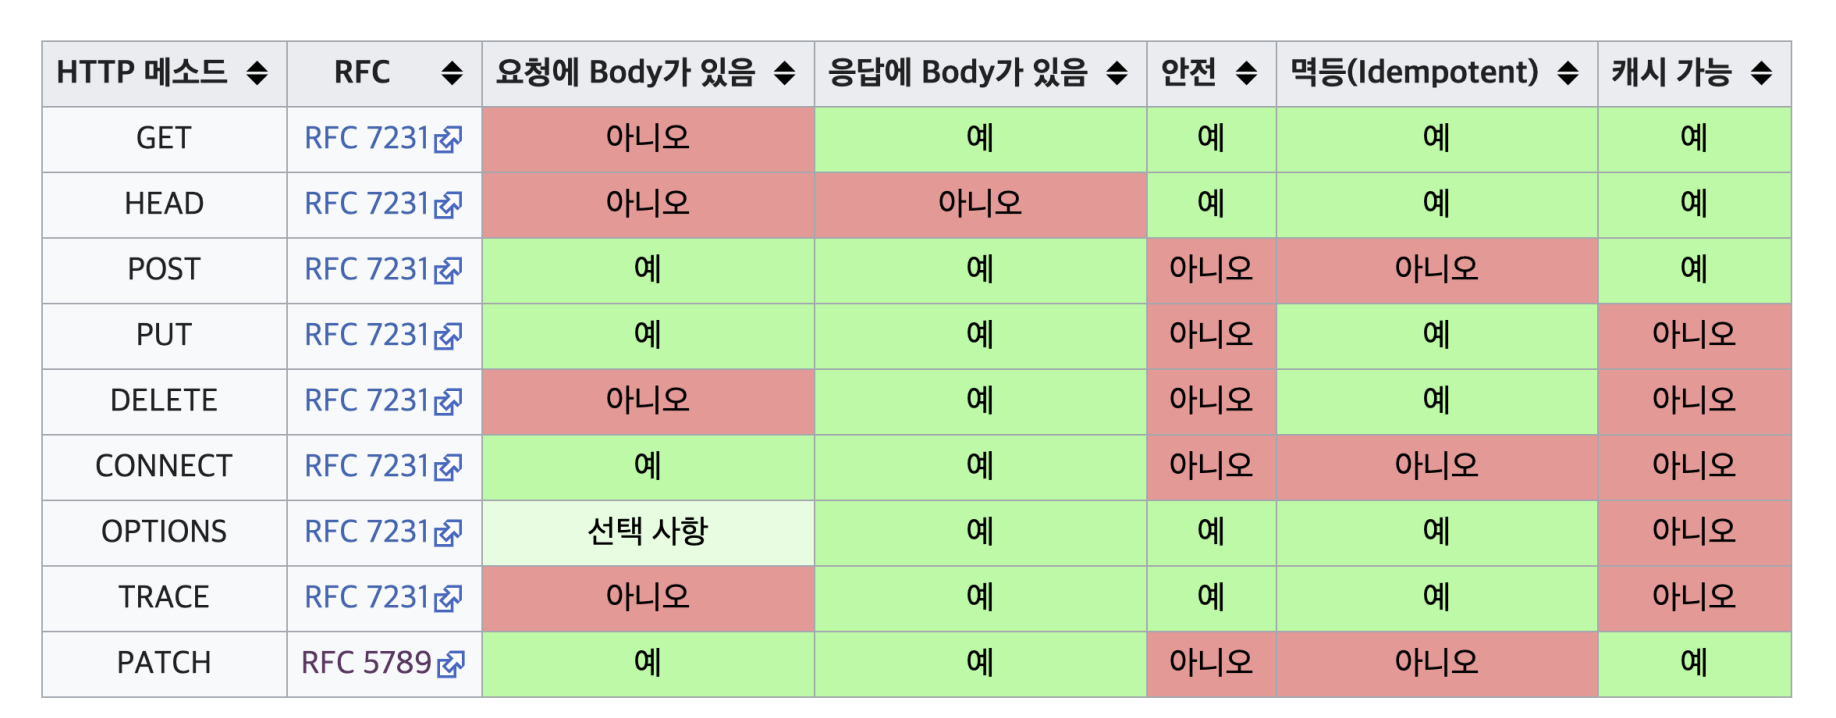 HTTP 메소드 RFC 요청에 Body가 있음 응답에 Body가 있음 안전 멱등(Idempotent) 캐시 가능
GET RFC 7231 아니오 예 예 예 예
HEAD RFC 7231 아니오 아니오 예 예 예
POST RFC 7231 예 예 아니오 아니오 예
PUT RFC 7231 예 예 아니오 예 아니오
DELETE RFC 7231 아니오 예 아니오 예 아니오
CONNECT RFC 7231 예 예 아니오 아니오 아니오
OPTIONS RFC 7231 선택 사항 예 예 예 아니오
TRACE RFC 7231 아니오 예 예 예 아니오
PATCH RFC 5789 예 예 아니오 아니오 예